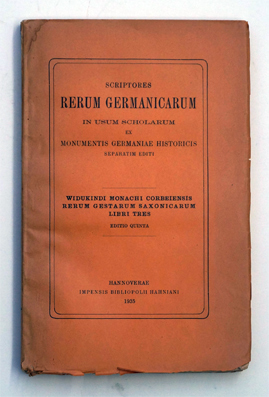 SCRIPTORES
RERUM GERMANICARUM
IN USUM SCHOLARUM
EX
MONUMENTIS GERMANIAE HISTORICIS
SEPARATIM EDITI
WIDUKINDI MONACHI CORBEIENSIS
RERUM GESTARUM SAXONICARUM
LIBRI TRES
EDITIO QUINTA
HANNOVERAE
IMPENSIS BIBLIOPOLII HAHNIANI
1935